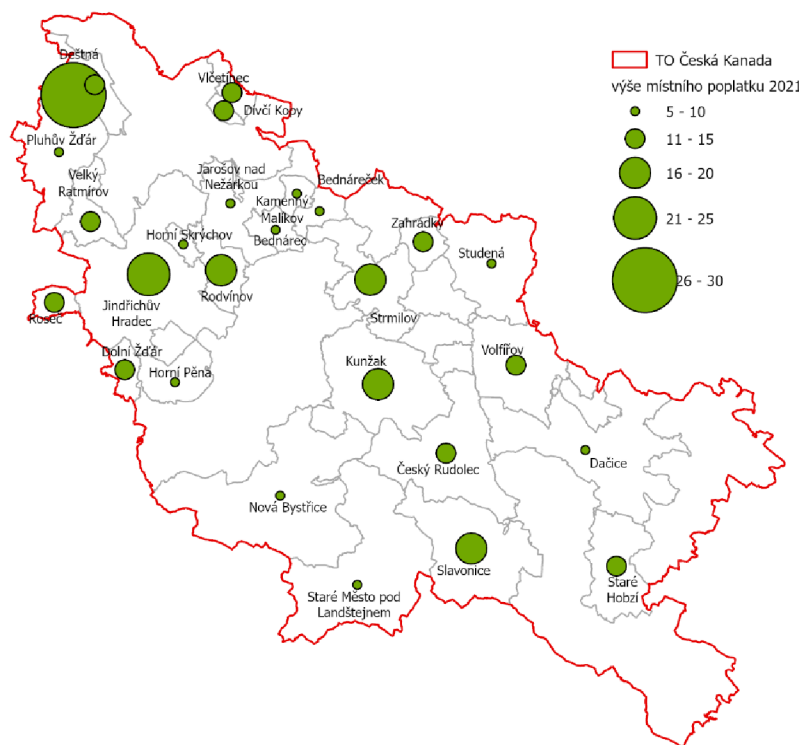 Deštná
Vlčetínec
Dívčí Kopy
Pluhův Žďár
Velký
Ratmírov
Jarošov nad
Nežárkou
Bednáreček
Kamenný
Malíkov
Horní Skrýchov
Bednárec
Zahrádky
Studená
Jindřichův
Hradec
Rodvínov
Roseč
Strmilov
Dolní Žďár
Horní Pěna
Kunžak
Volfířov
Český Rudolec
Dačice
Nová Bystřice
Slavonice
Staré
Hobzí
Staré Město pod
Landštejnem
TO Česká Kanada
výše místního poplatku 2021
5 - 10
11 - 15
16 - 20
21 - 25
26 - 30